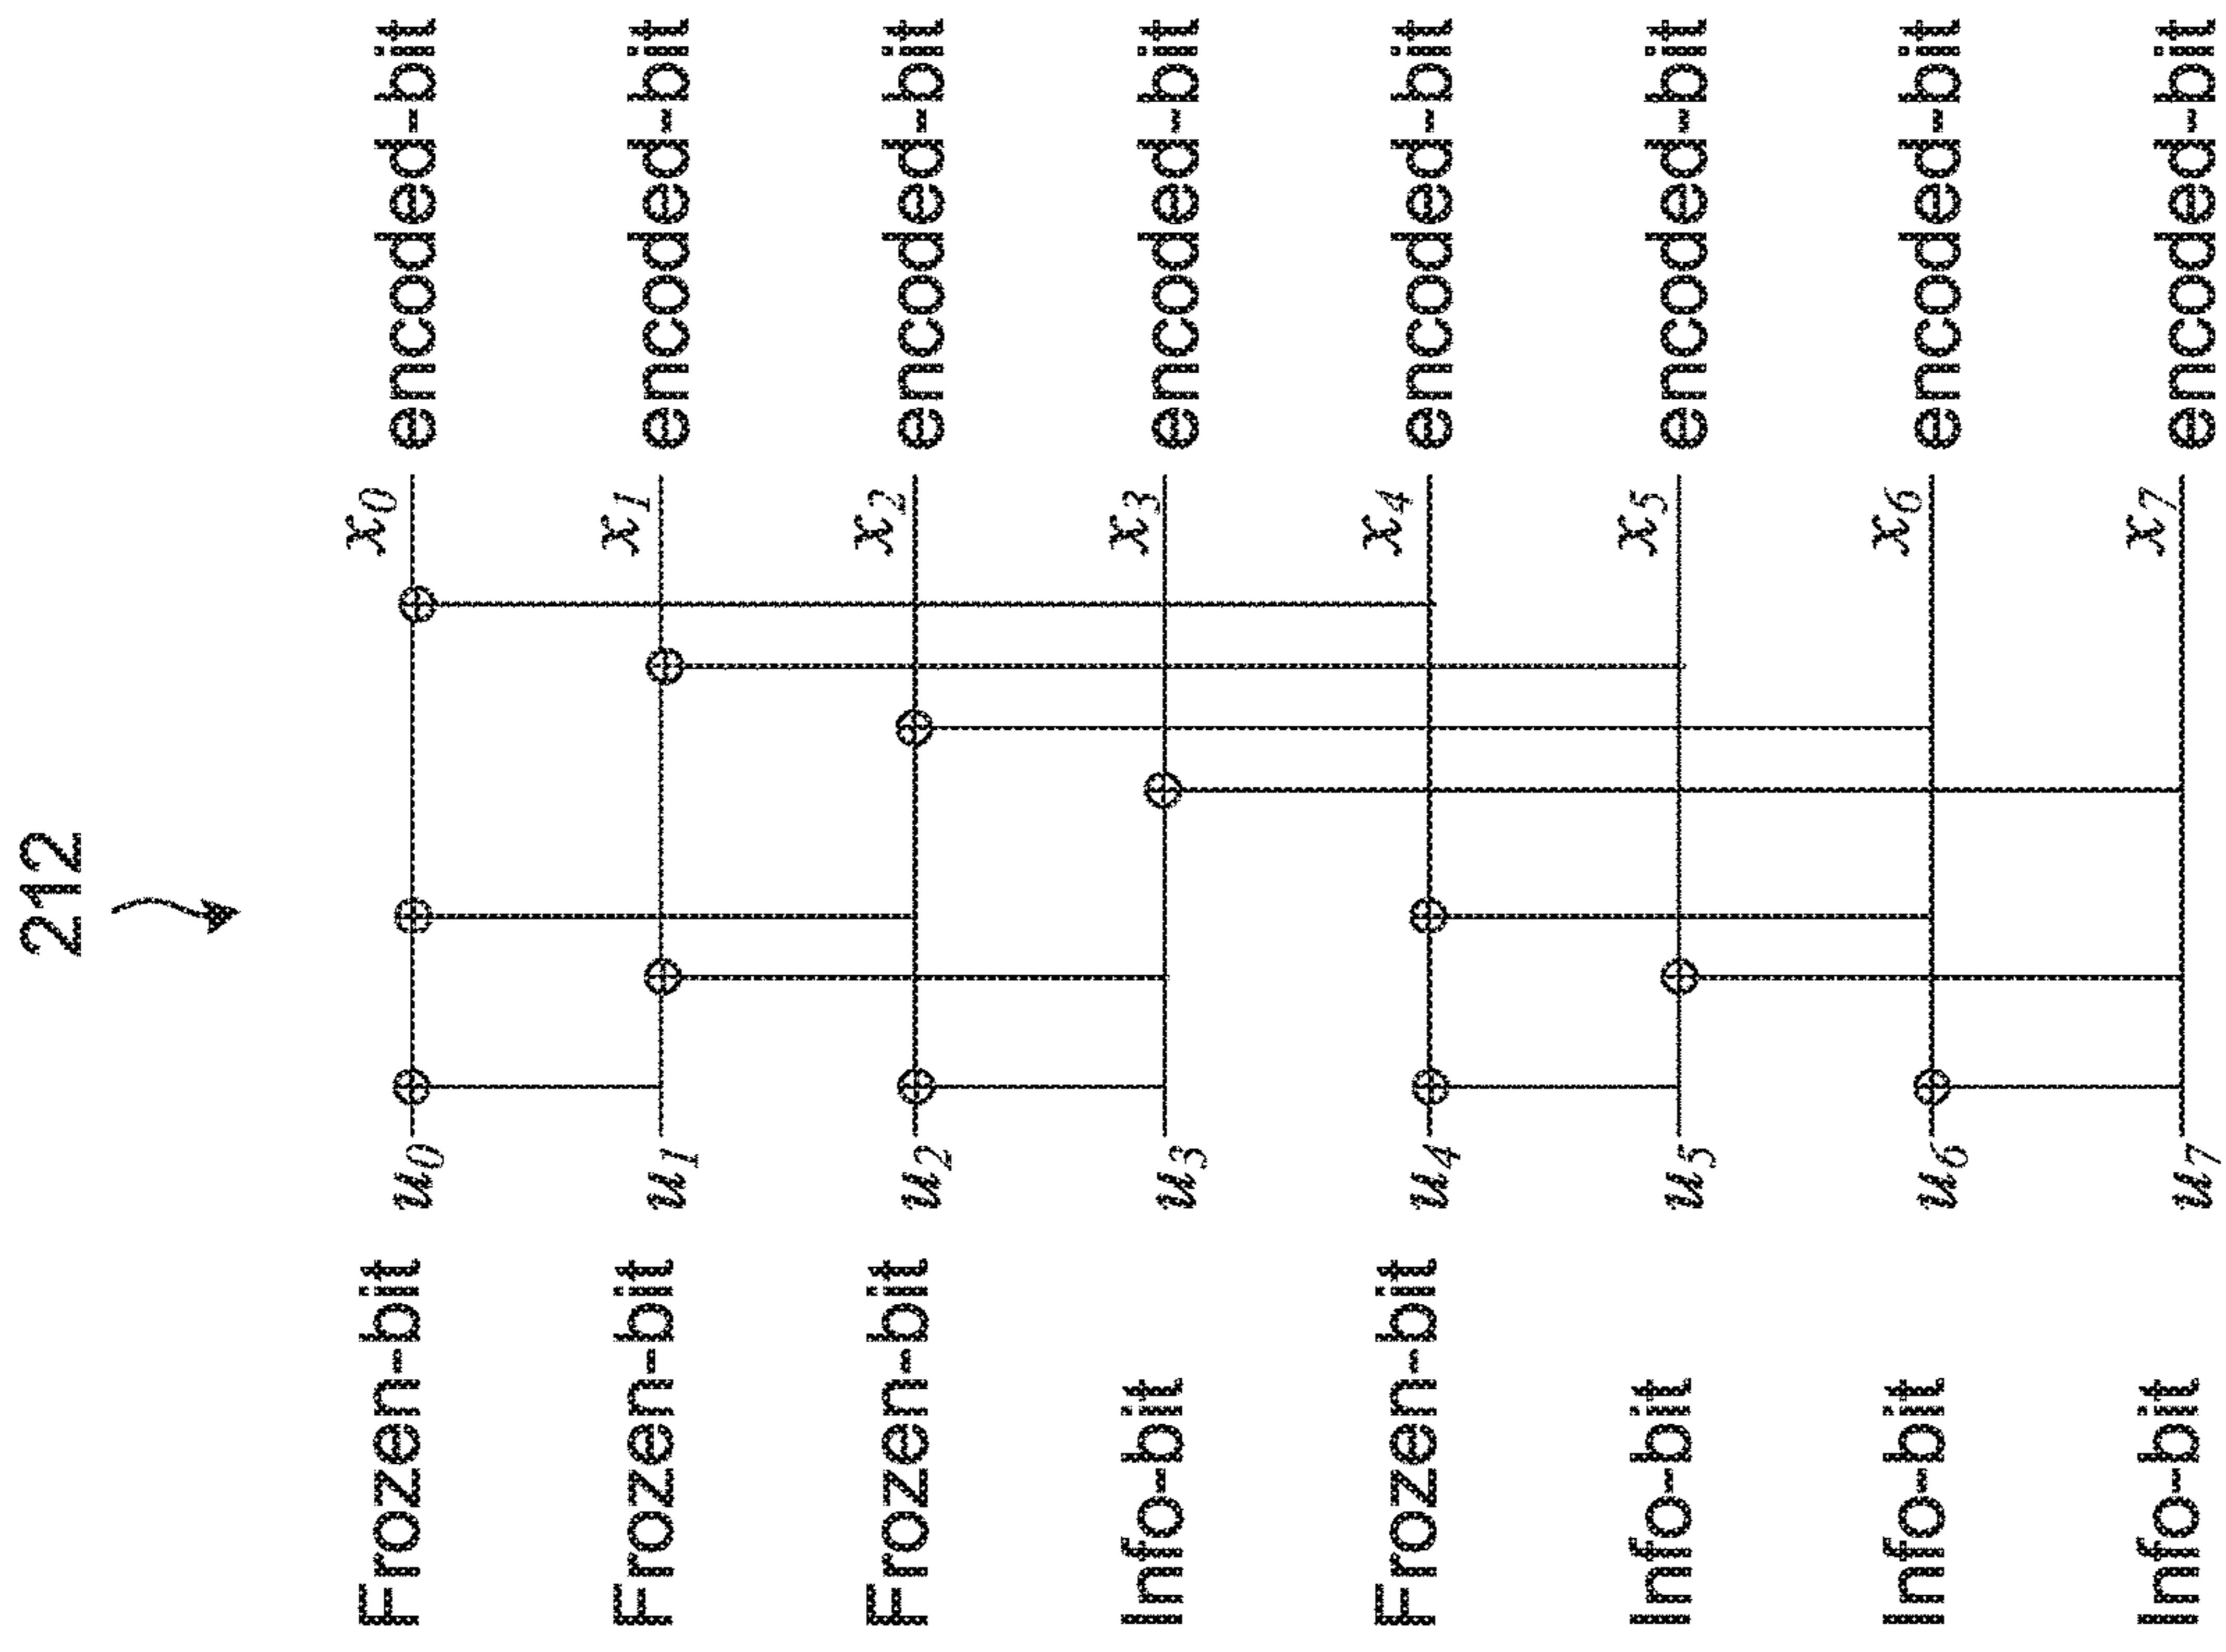 212
Frozen-bit u0 x0 encoded-bit
Frozen-bit u1 x1 encoded-bit
Frozen-bit u2 x2 encoded-bit
Info-bit u3 x3 encoded-bit
Frozen-bit u4 x4 encoded-bit
Info-bit u5 x5 encoded-bit
Info-bit u6 x6 encoded-bit
Info-bit u7 x7 encoded-bit